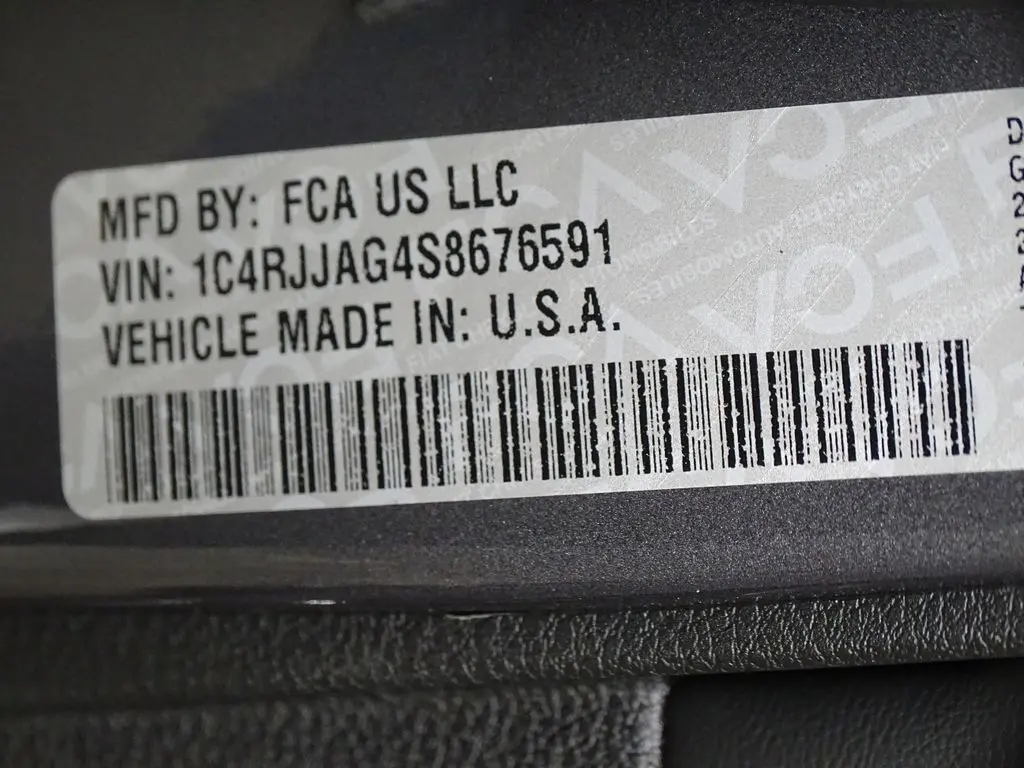 MFD BY: FCA US LLC
VIN: 1C4RJJAG4S8676591
VEHICLE MADE IN: U.S.A.